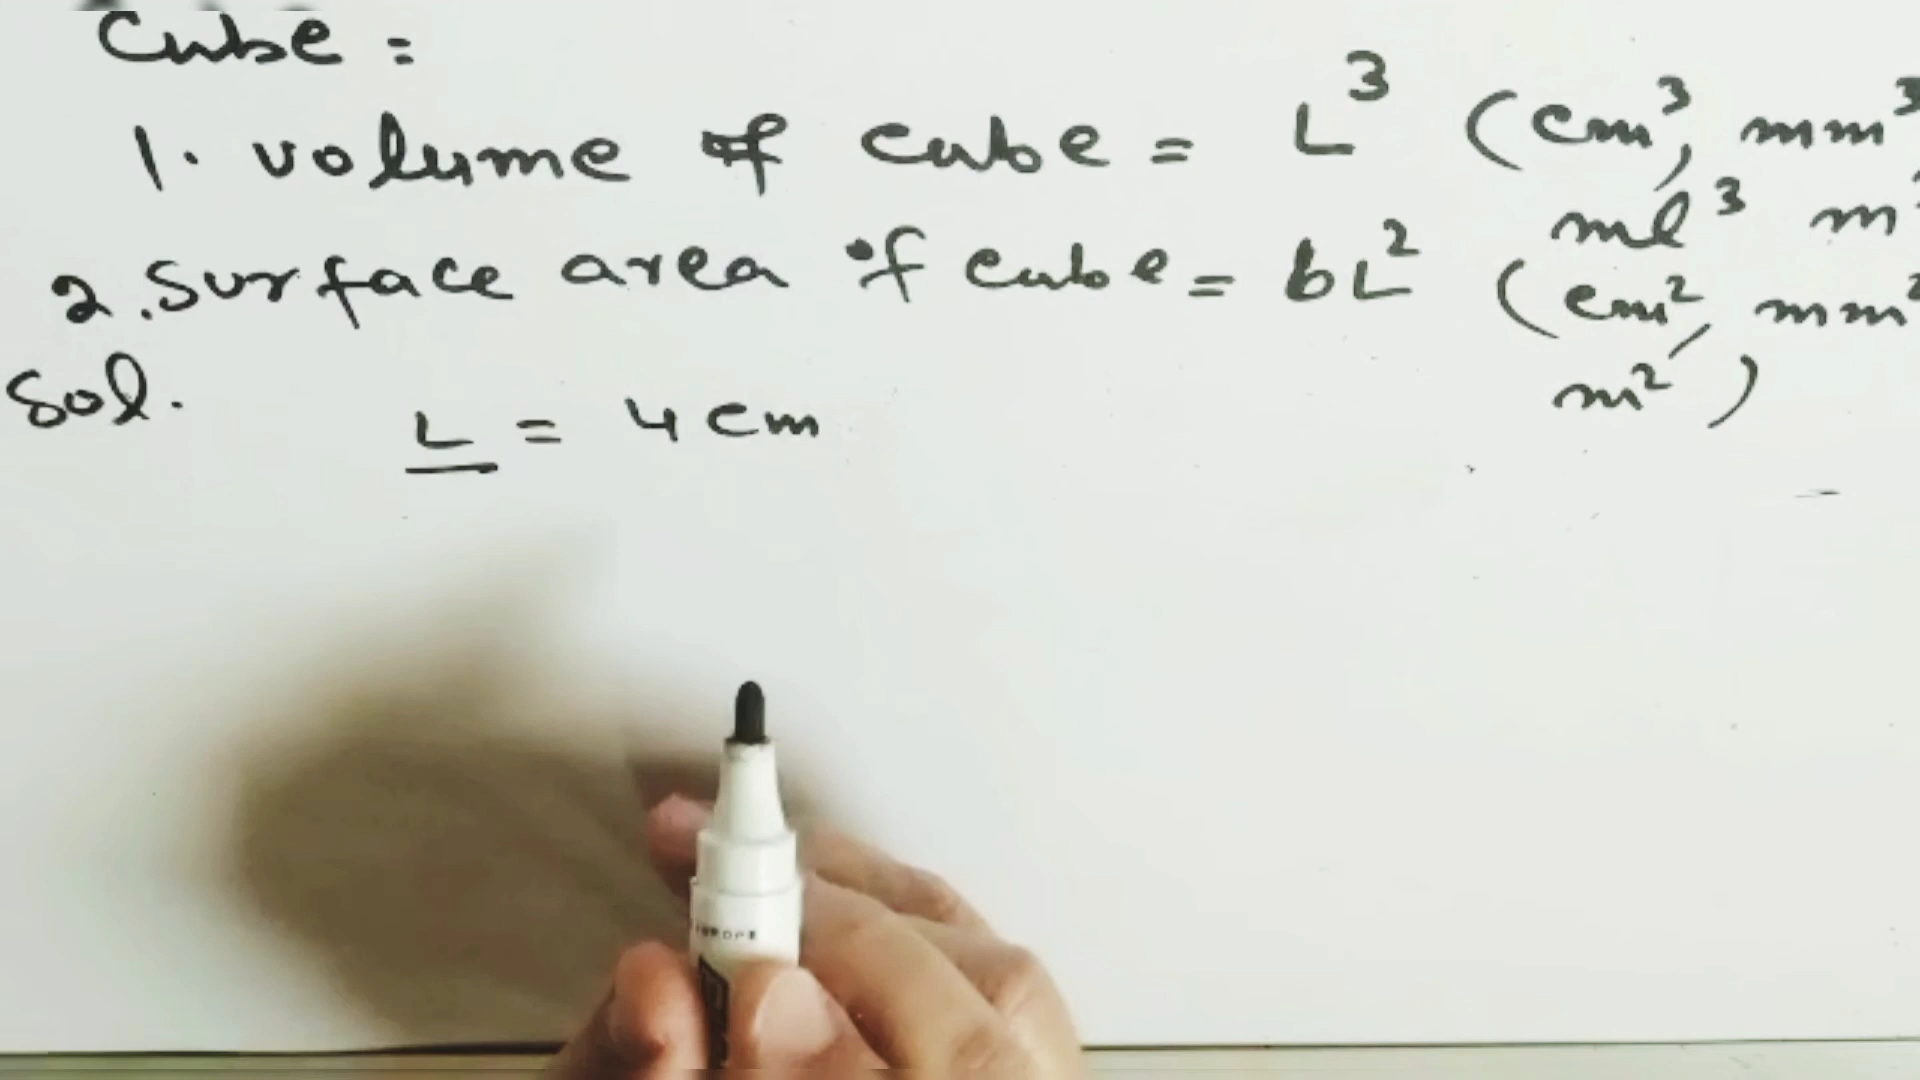 Cube =
1. volume of cube = L³ (cm³, mm³
ml³ m³
2. Surface area of cube = 6L² (cm², mm²
m²)
Sol.
L = 4 cm